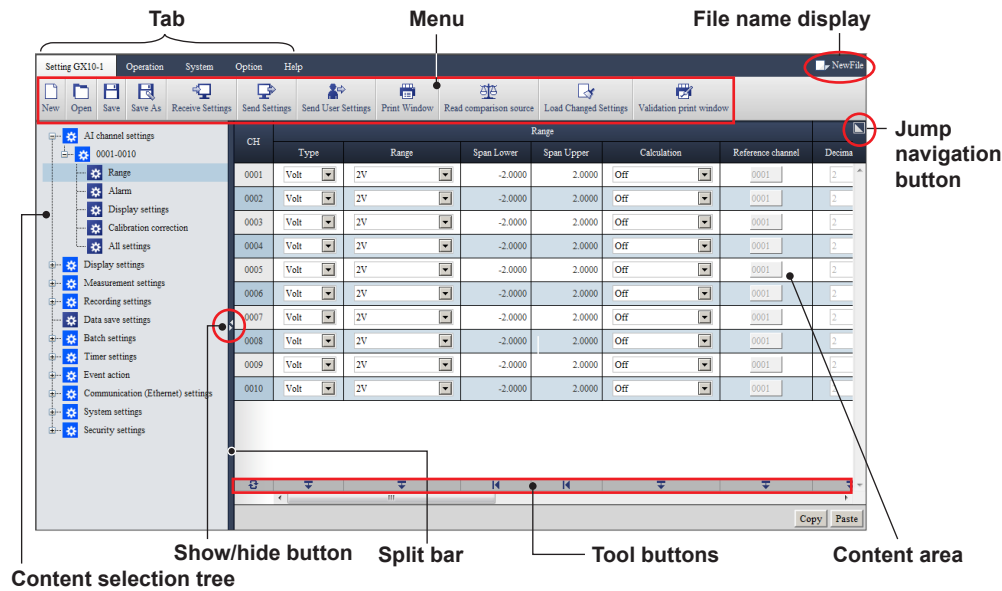 Tab Menu File name display
Setting GX10-1 Operation System Option Help NewFile
New Open Save Save As Receive Settings Send Settings Send User Settings Print Window Read comparison source Load Changed Settings Validation print window
AI channel settings
0001-0010
Range
Alarm
Display settings
Calibration correction
All settings
Display settings
Measurement settings
Recording settings
Data save settings
Batch settings
Timer settings
Event action
Communication (Ethernet) settings
System settings
Security settings
CH Range
Type Range Span Lower Span Upper Calculation Reference channel Decima
0001 Volt 2V -2.0000 2.0000 Off 0001 2
0002 Volt 2V -2.0000 2.0000 Off 0001 2
0003 Volt 2V -2.0000 2.0000 Off 0001 2
0004 Volt 2V -2.0000 2.0000 Off 0001 2
0005 Volt 2V -2.0000 2.0000 Off 0001 2
0006 Volt 2V -2.0000 2.0000 Off 0001 2
0007 Volt 2V -2.0000 2.0000 Off 0001 2
0008 Volt 2V -2.0000 2.0000 Off 0001 2
0009 Volt 2V -2.0000 2.0000 Off 0001 2
0010 Volt 2V -2.0000 2.0000 Off 0001 2
Copy Paste
Jump
navigation
button
Show/hide button Split bar Tool buttons Content area
Content selection tree